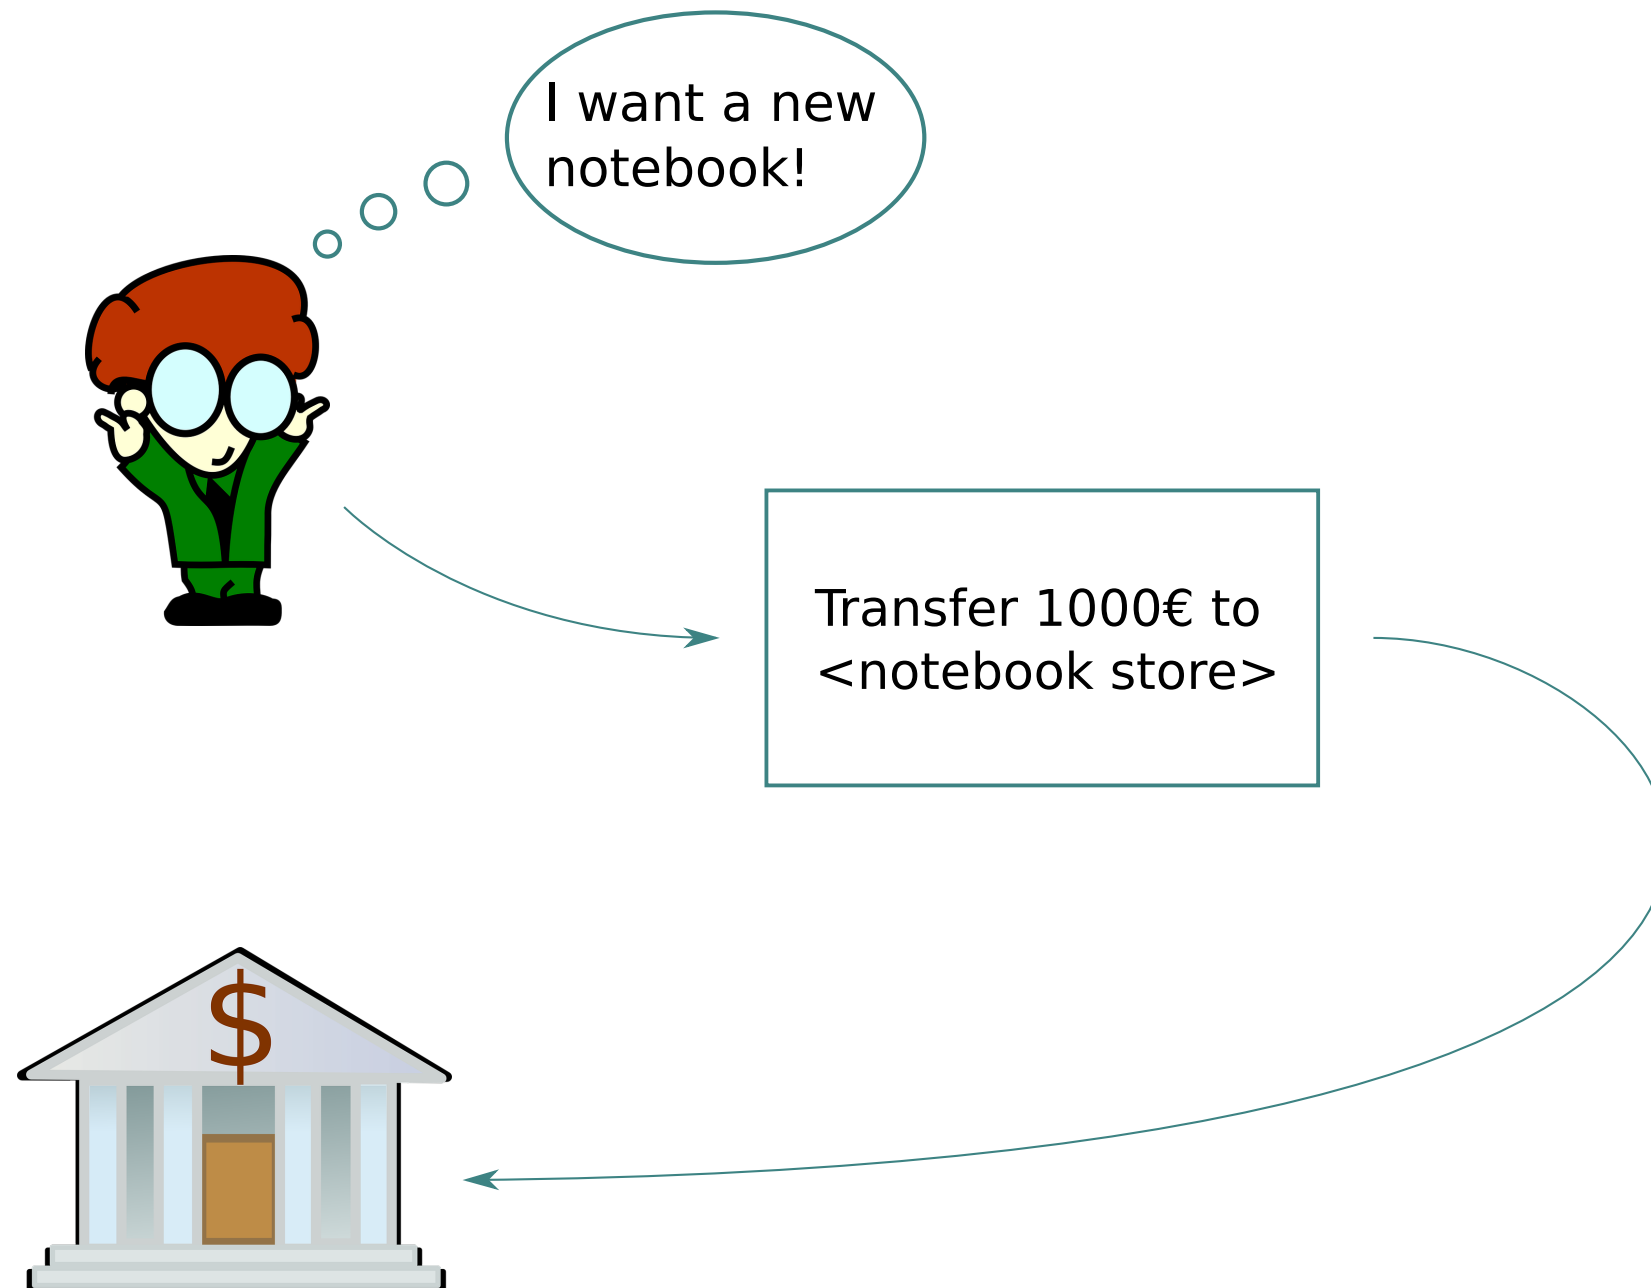 I want a new
notebook!
Transfer 1000€ to
<notebook store>
$